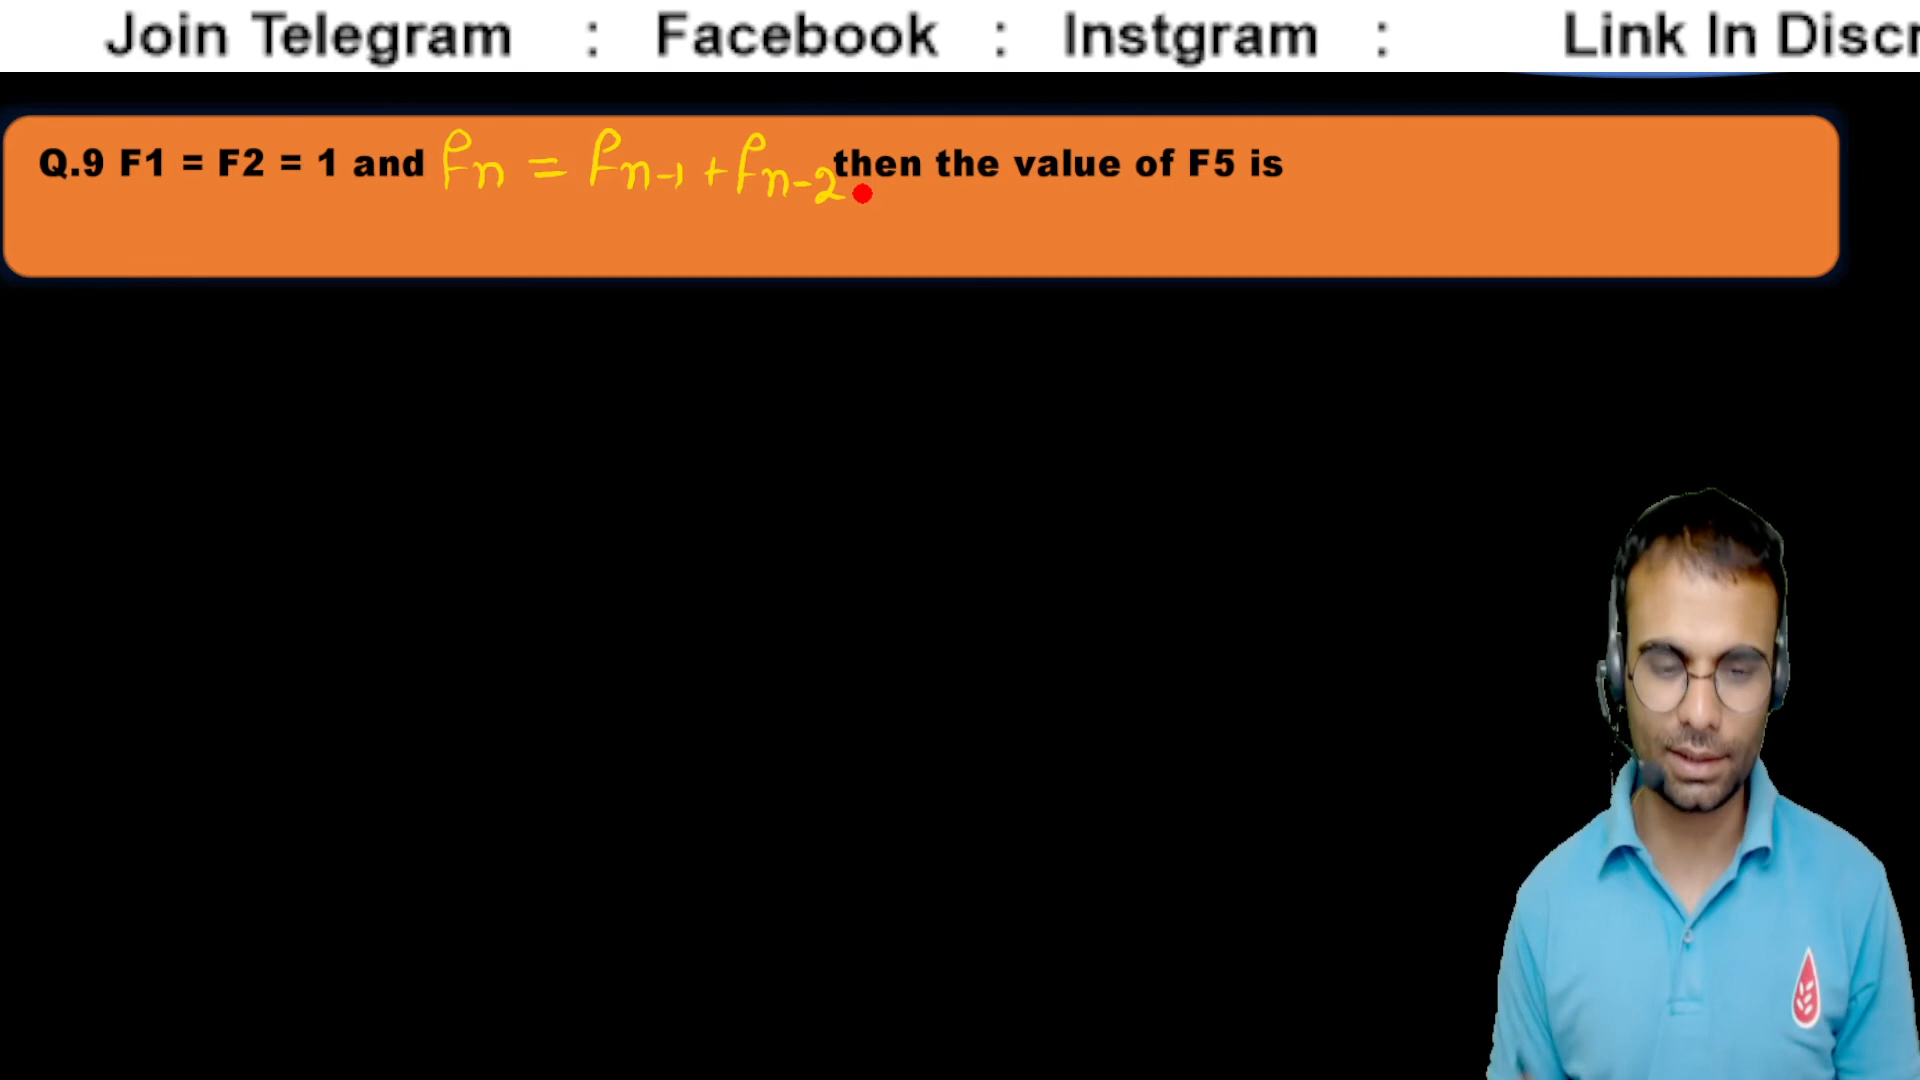 Join Telegram : Facebook : Instgram : Link In Discr
Q.9 F1 = F2 = 1 and Fn = Fn-1 + Fn-2 then the value of F5 is